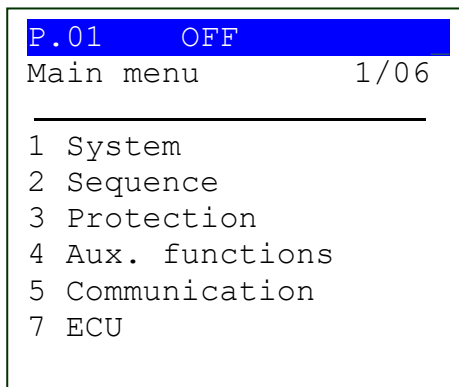 P.01 OFF
Main menu 1/06
1 System
2 Sequence
3 Protection
4 Aux. functions
5 Communication
7 ECU